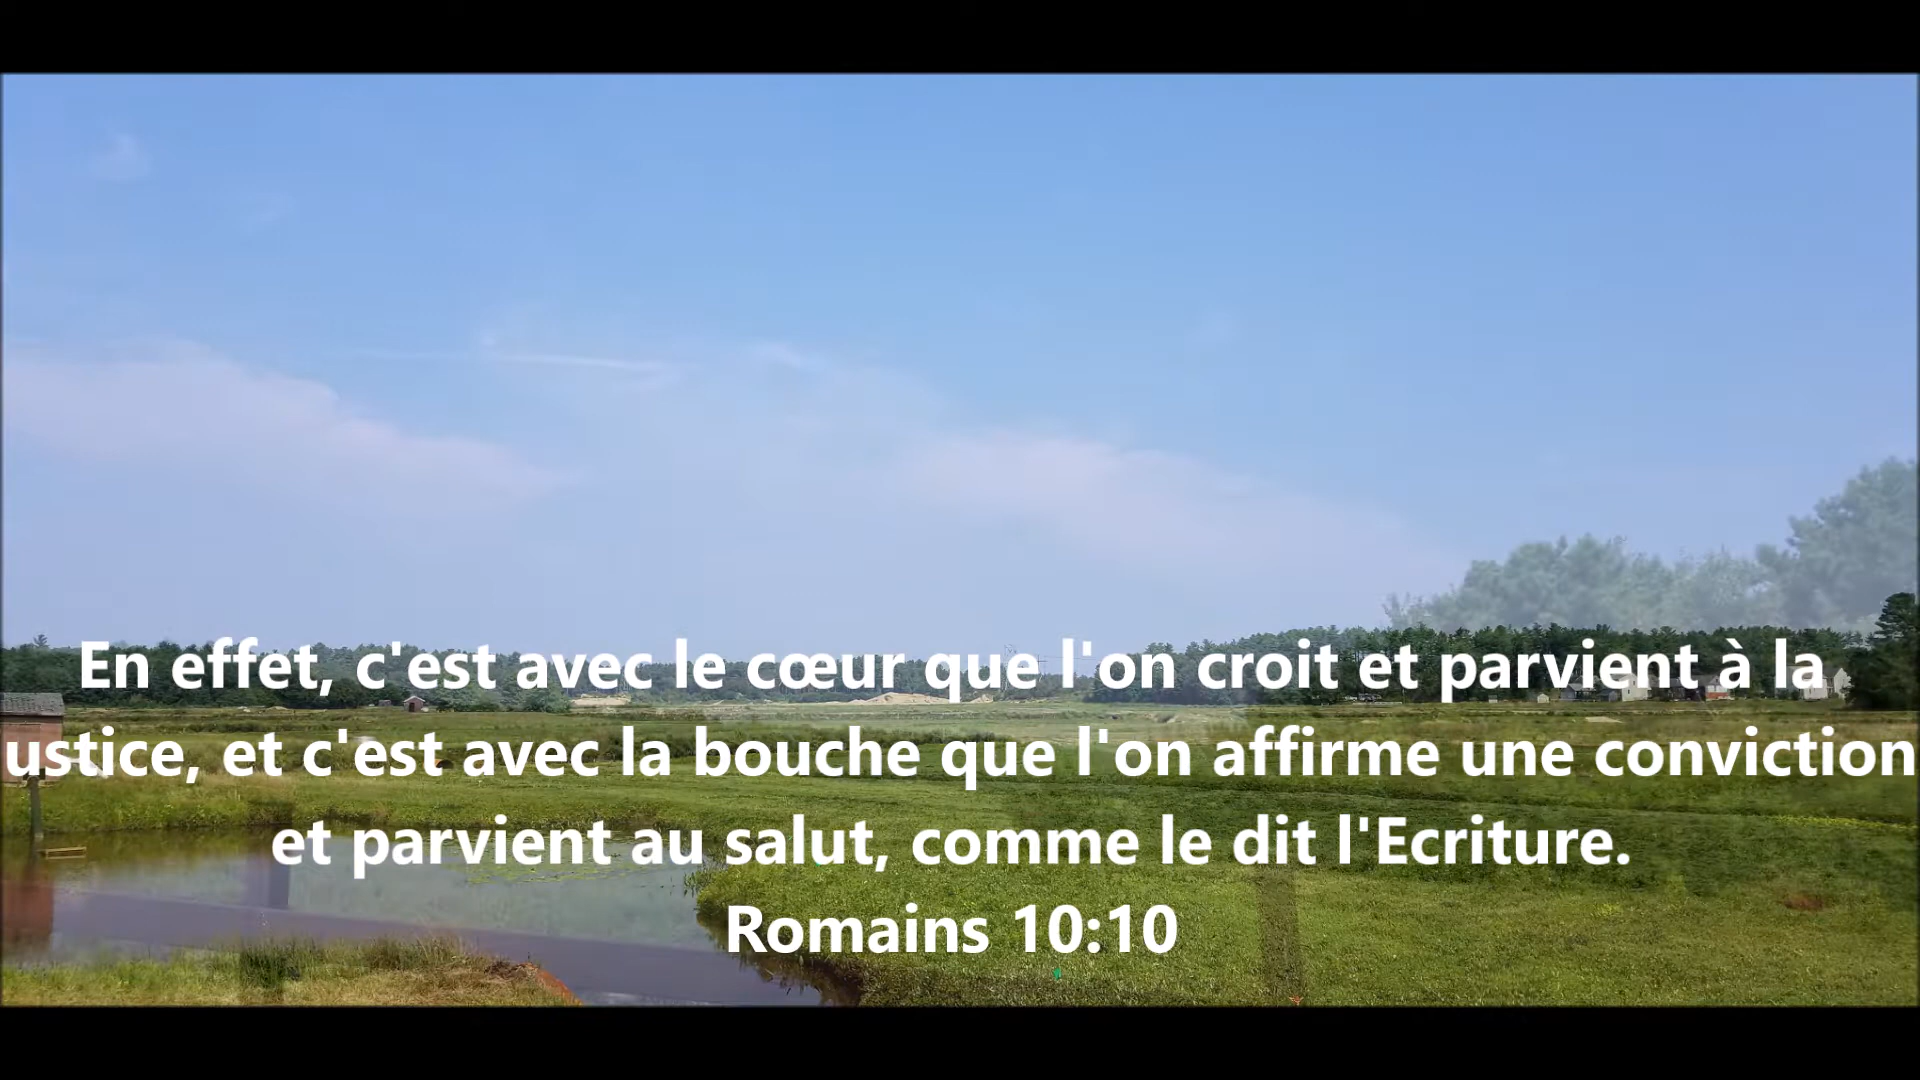 En effet, c'est avec le cœur que l'on croit et parvient à la
ustice, et c'est avec la bouche que l'on affirme une conviction
et parvient au salut, comme le dit l'Ecriture.
Romains 10:10